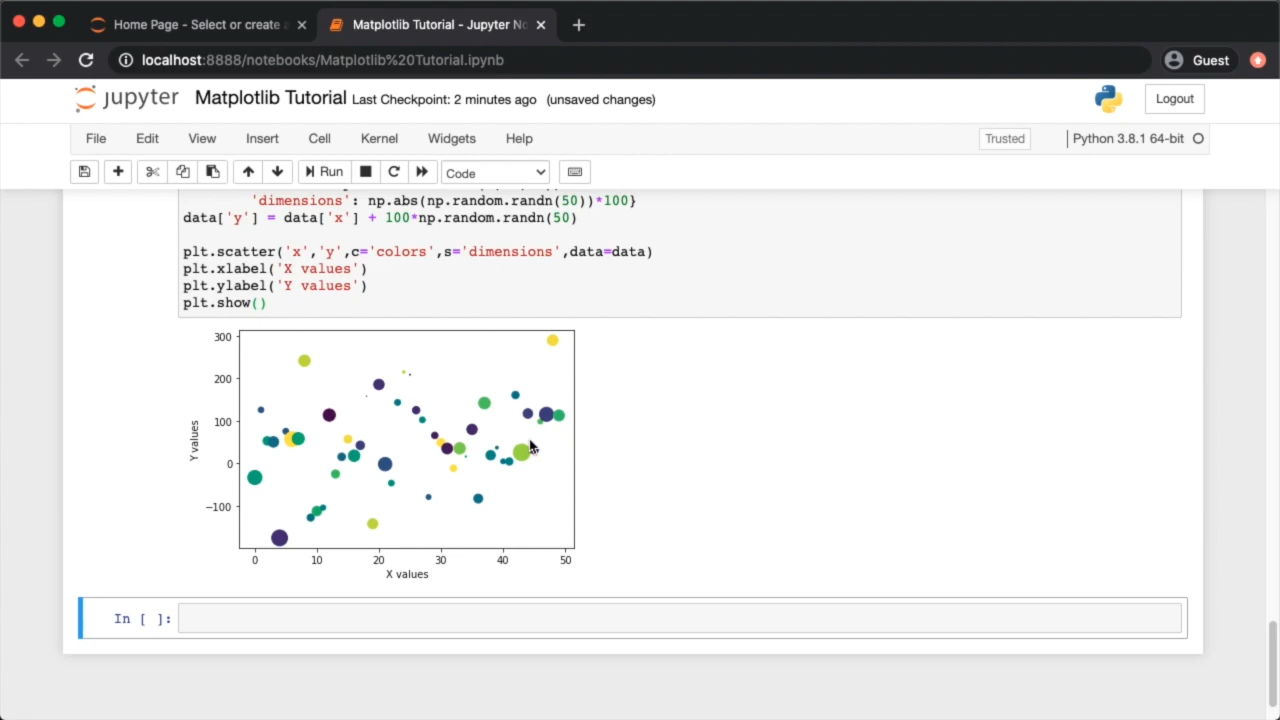 Home Page - Select or create a
Matplotlib Tutorial - Jupyter No
localhost:8888/notebooks/Matplotlib%20Tutorial.ipynb
Guest
jupyter Matplotlib Tutorial Last Checkpoint: 2 minutes ago (unsaved changes)
Logout
File Edit View Insert Cell Kernel Widgets Help
Trusted
Python 3.8.1 64-bit
Run
Code
'dimensions': np.abs(np.random.randn(50))*100}
data['y'] = data['x'] + 100*np.random.randn(50)
plt.scatter('x','y',c='colors',s='dimensions',data=data)
plt.xlabel('X values')
plt.ylabel('Y values')
plt.show()
300
200
100
0
−100
Y values
0 10 20 30 40 50
X values
In [ ]: